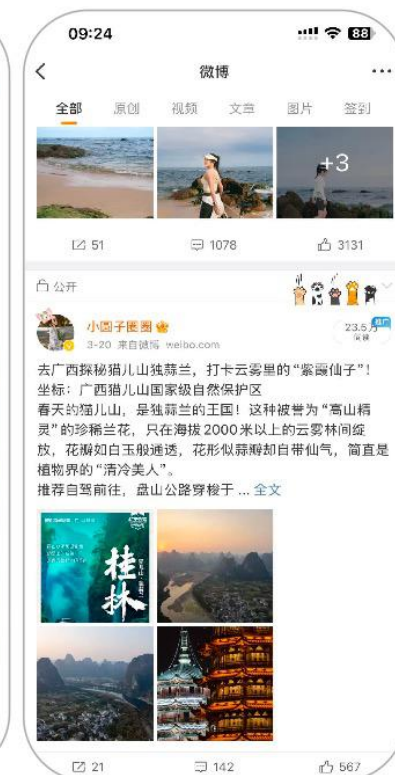 09:24
88
微博
全部 原创 视频 文章 图片 签到
+3
51 1078 3131
公开
小圆子圈圈
23.5万
阅读
推广
3-20 来自微博 weibo.com
去广西探秘猫儿山独蒜兰，打卡云雾里的“紫霞仙子”！
坐标：广西猫儿山国家级自然保护区
春天的猫儿山，是独蒜兰的王国！这种被誉为“高山精
灵”的珍稀兰花，只在海拔2000米以上的云雾林间绽
放，花瓣如白玉般通透，花形似蒜瓣却自带仙气，简直是
植物界的“清冷美人”。
推荐自驾前往，盘山公路穿梭于 ... 全文
桂林
21 142 567